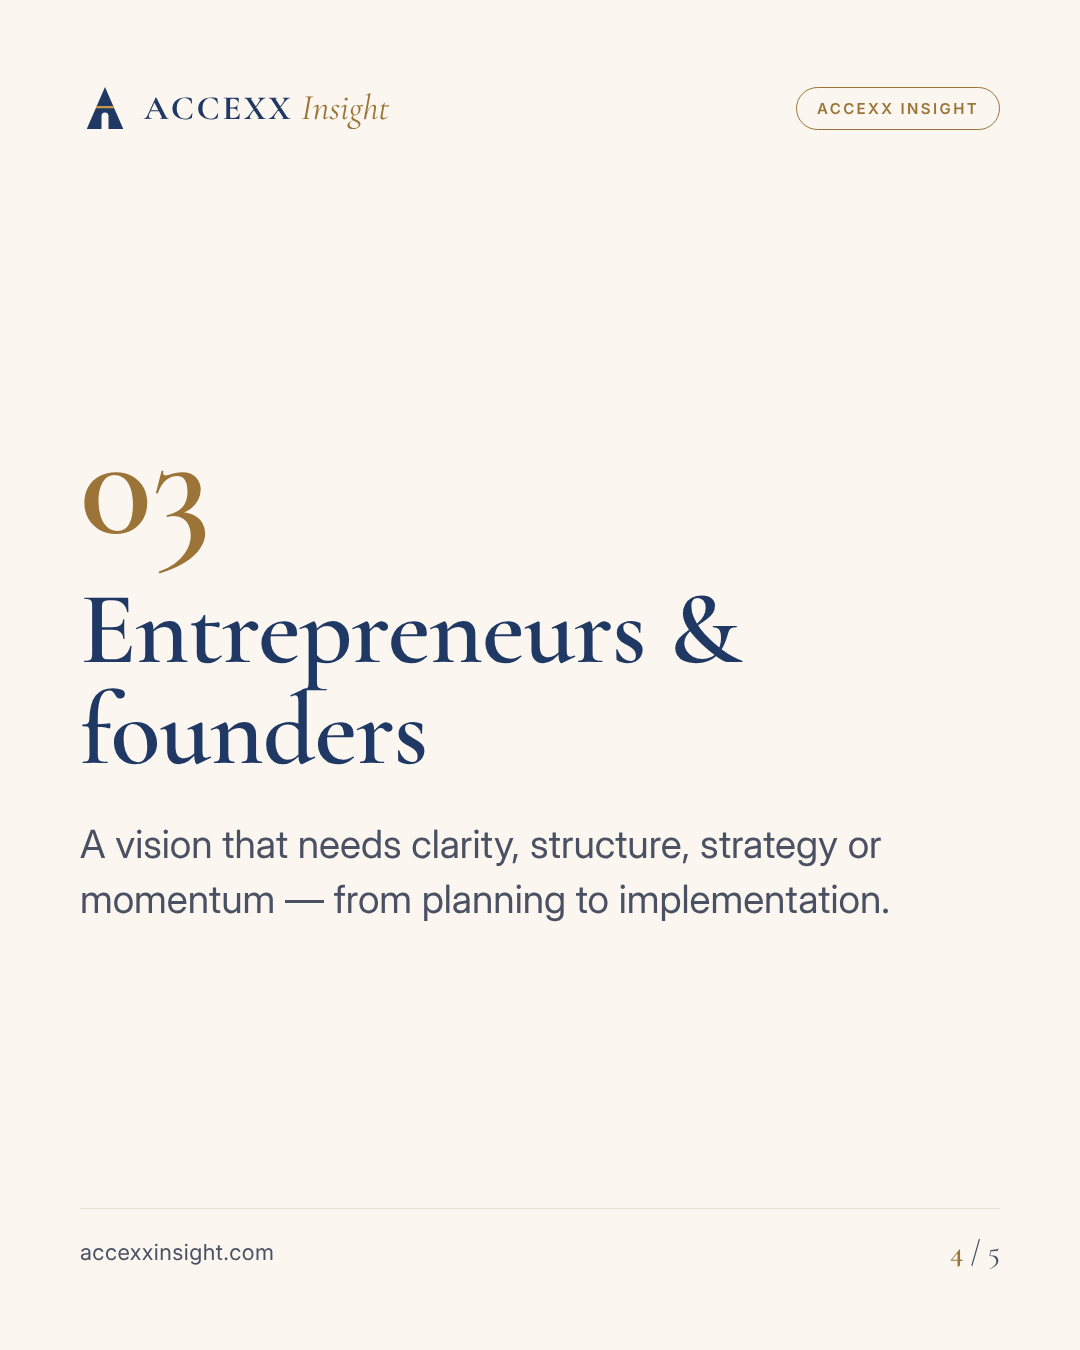 ACCEXX Insight
ACCEXX INSIGHT
03
Entrepreneurs &
founders
A vision that needs clarity, structure, strategy or
momentum — from planning to implementation.
accexxinsight.com
4 / 5